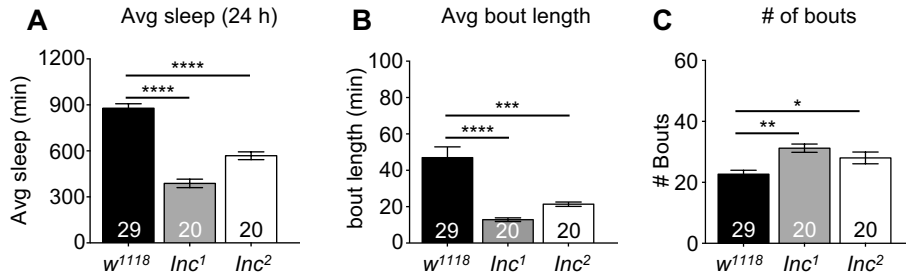 A Avg sleep (24 h)
Avg sleep (min)
1200
900
600
300
0
****
****
29 20 20
w1118 Inc1 Inc2
B Avg bout length
bout length (min)
100
80
60
40
20
0
***
****
29 20 20
w1118 Inc1 Inc2
C # of bouts
# Bouts
60
40
20
0
*
**
29 20 20
w1118 Inc1 Inc2